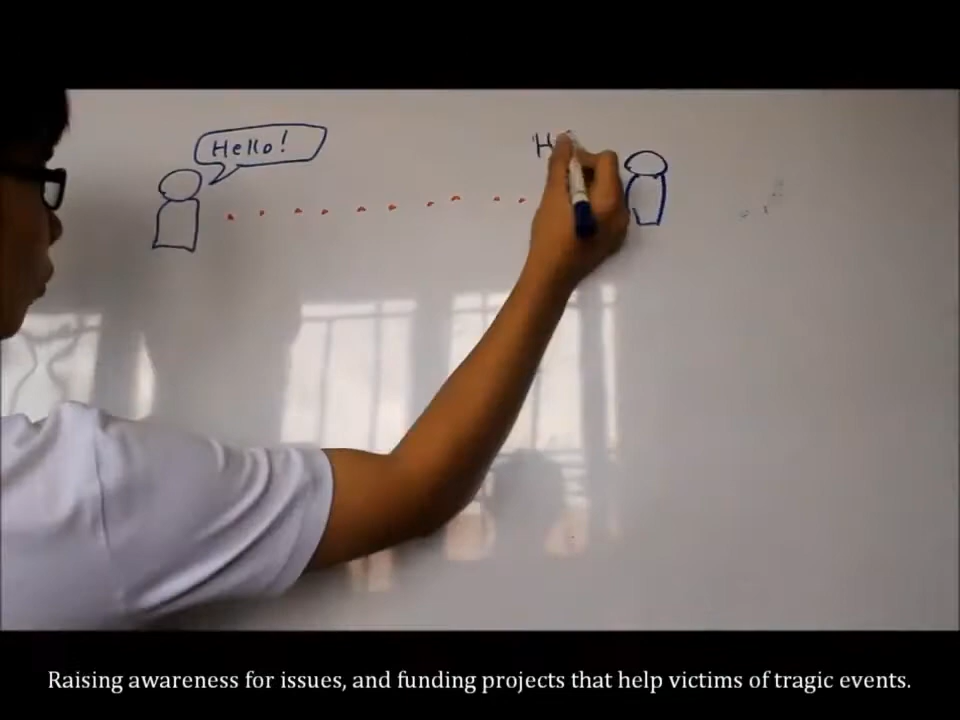 Hello!
H
Raising awareness for issues, and funding projects that help victims of tragic events.